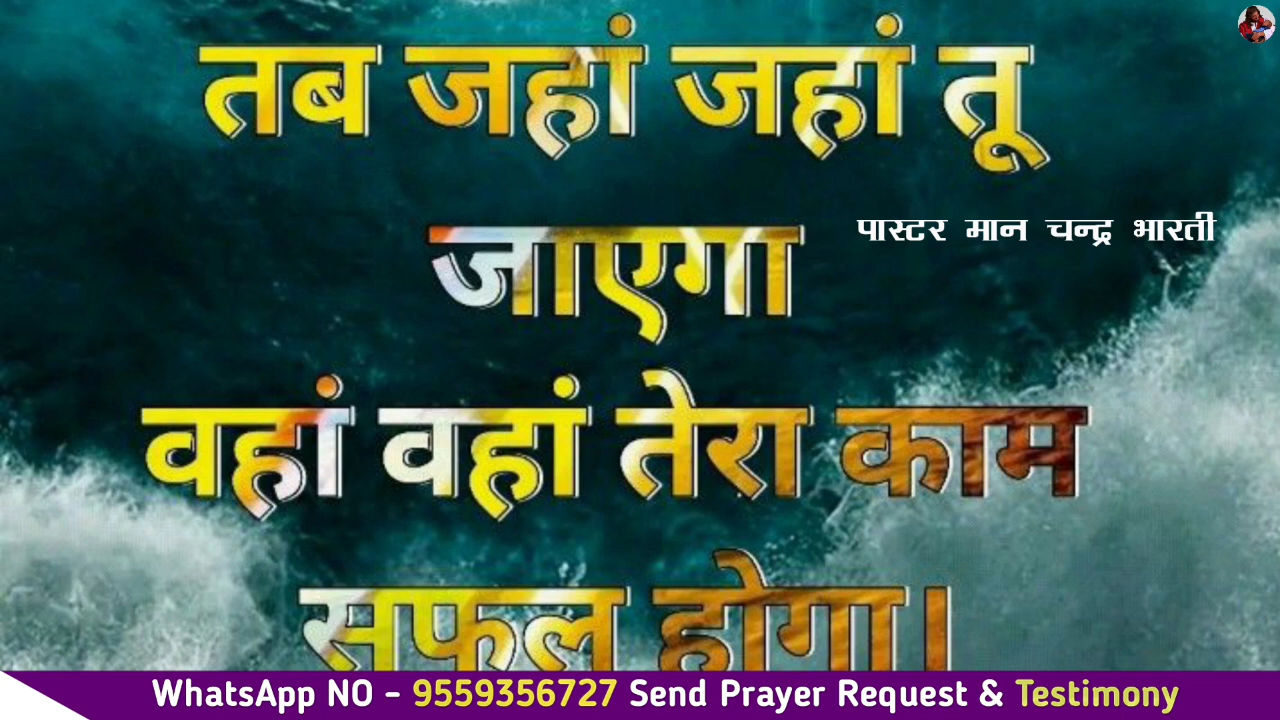 तब जहां जहां तू
जाएगा
पास्टर मान चन्द्र भारती
वहां वहां तेरा काम
सफल होगा।
WhatsApp NO - 9559356727 Send Prayer Request & Testimony